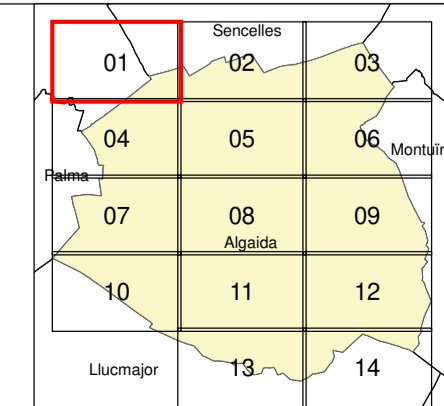 Sencelles
01 02 03
04 05 06
Montuïr
Palma
07 08 09
Algaida
10 11 12
Llucmajor 13 14